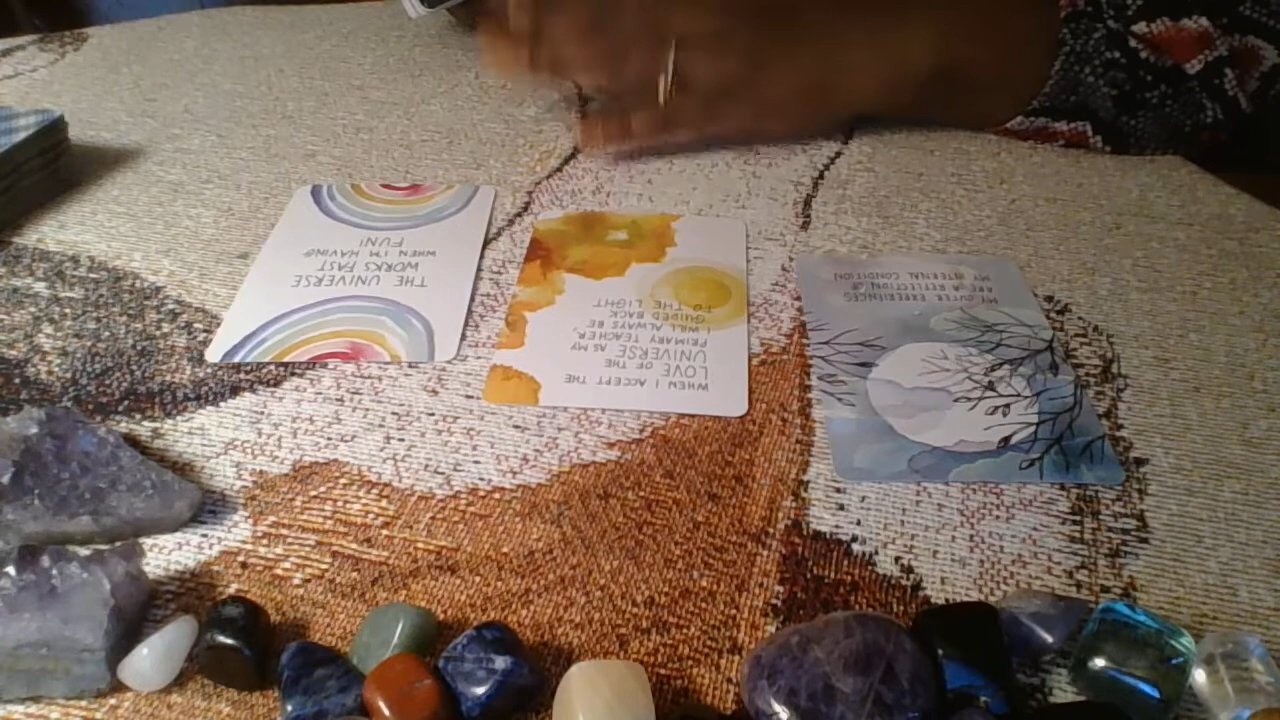 THE UNIVERSE
WORKS FAST
WHEN I'M HAVING
FUN!
WHEN I ACCEPT THE
LOVE OF THE
UNIVERSE AS MY
PRIMARY TEACHER,
I WILL ALWAYS BE
GUIDED BACK
TO THE LIGHT
MY OUTER EXPERIENCES
ARE A REFLECTION OF
MY INTERNAL CONDITION